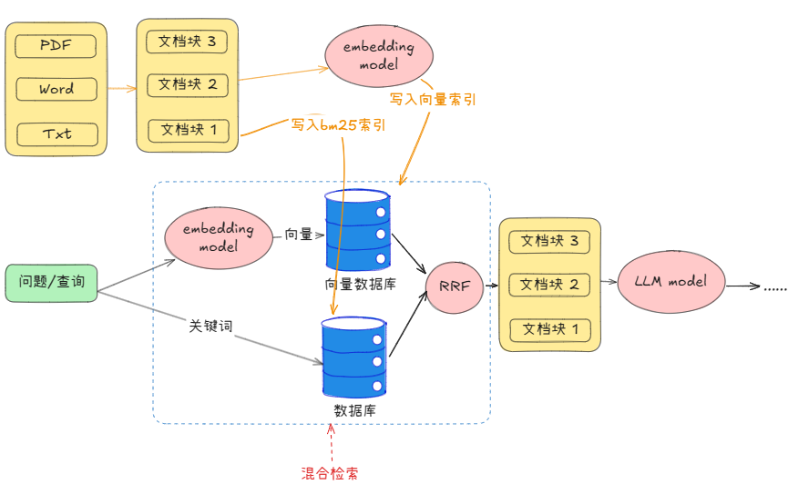 PDF
Word
Txt
文档块 3
文档块 2
文档块 1
embedding
model
写入向量索引
写入bm25索引
问题/查询
embedding
model
向量
关键词
向量数据库
数据库
RRF
文档块 3
文档块 2
文档块 1
LLM model
......
混合检索